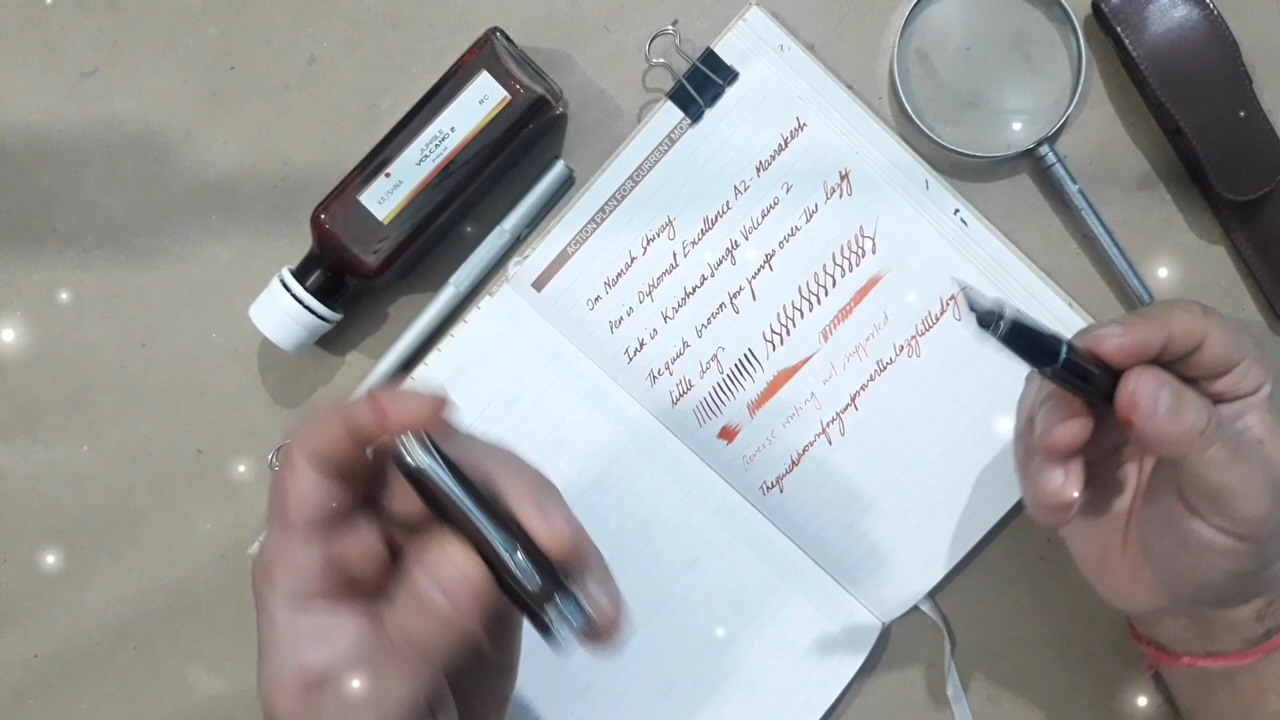 ACTION PLAN FOR CURRENT MON
Om Namah Shivay.
Pen is Diplomat Excellence A2 - Marrakesh
Ink is Krishna Jungle Volcano 2
The quick brown fox jumps over the lazy
little dogs
Reverse writing not supported.
Thequickbrownfoxjumpsoverthelazylittledog
KRISHNA
JUNGLE
VOLCANO 2
RC